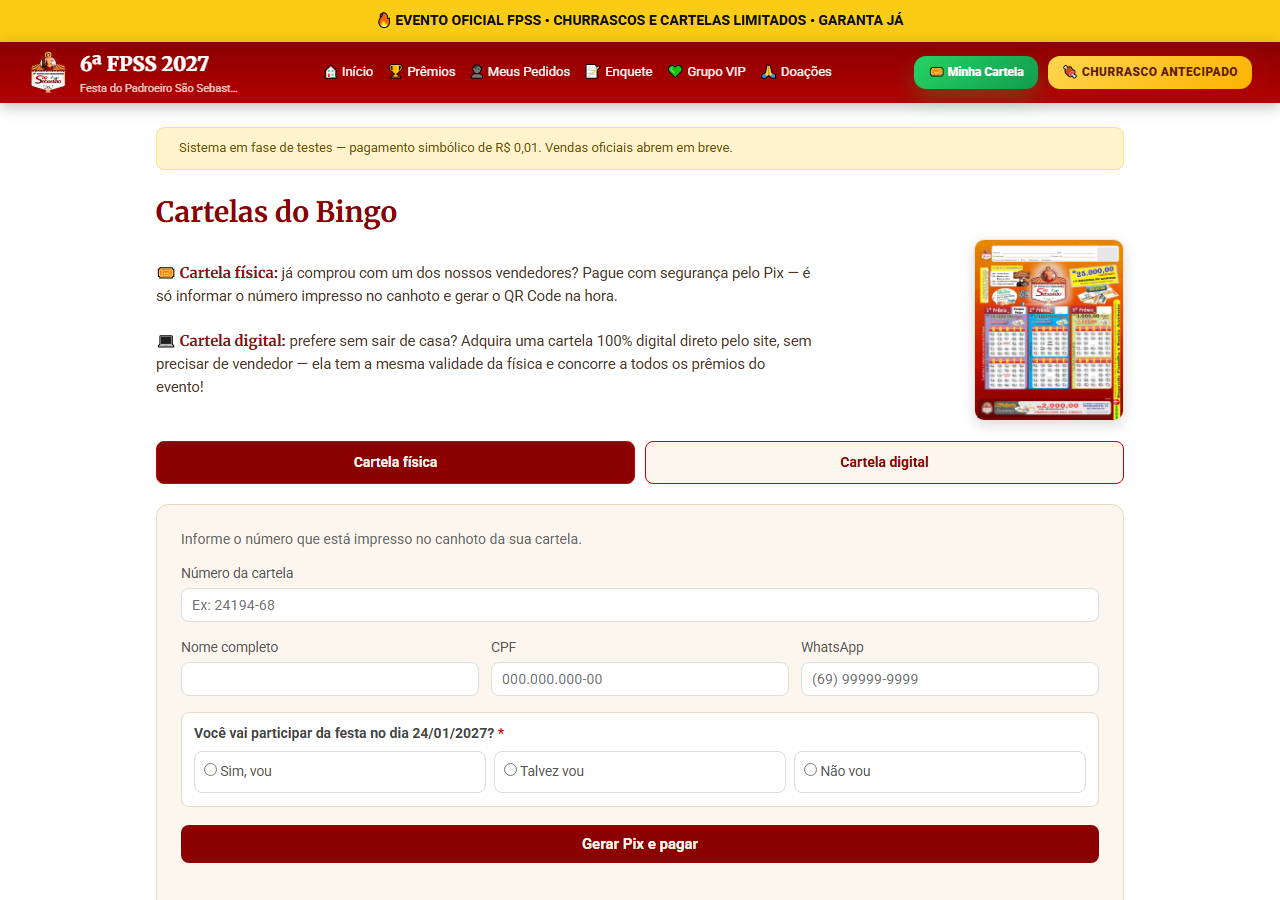 🔥 EVENTO OFICIAL FPSS • CHURRASCOS E CARTELAS LIMITADOS • GARANTA JÁ
6ª FPSS 2027
Festa do Padroeiro São Sebast...
🏠 Início 🏆 Prêmios 👤 Meus Pedidos 📝 Enquete 💚 Grupo VIP 🙏 Doações
🎟️ Minha Cartela
🍖 CHURRASCO ANTECIPADO
Sistema em fase de testes — pagamento simbólico de R$ 0,01. Vendas oficiais abrem em breve.
Cartelas do Bingo
🎟️ Cartela física: já comprou com um dos nossos vendedores? Pague com segurança pelo Pix — é
só informar o número impresso no canhoto e gerar o QR Code na hora.
💻 Cartela digital: prefere sem sair de casa? Adquira uma cartela 100% digital direto pelo site, sem
precisar de vendedor — ela tem a mesma validade da física e concorre a todos os prêmios do
evento!
25.000,00
2.000,00
Cartela física
Cartela digital
Informe o número que está impresso no canhoto da sua cartela.
Número da cartela
Ex: 24194-68
Nome completo
CPF
WhatsApp
000.000.000-00
(69) 99999-9999
Você vai participar da festa no dia 24/01/2027? *
Sim, vou
Talvez vou
Não vou
Gerar Pix e pagar